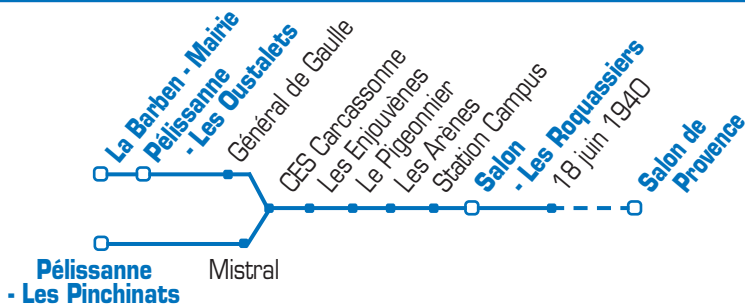 La Barben - Mairie
Pélissanne
- Les Oustalets
Général de Gaulle
CES Carcassonne
Les Enjouvènes
Le Pigeonnier
Les Arènes
Station Campus
Salon
- Les Roquassiers
18 juin 1940
Salon de
Provence
Pélissanne
- Les Pinchinats
Mistral